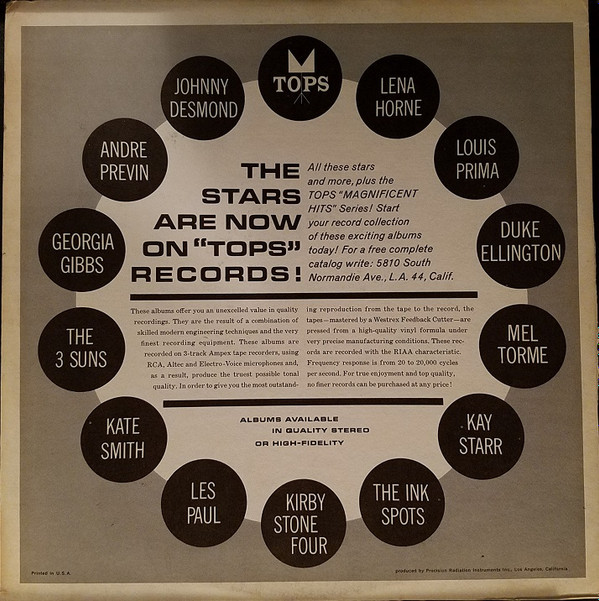 TOPS
JOHNNY
DESMOND
LENA
HORNE
ANDRE
PREVIN
LOUIS
PRIMA
GEORGIA
GIBBS
DUKE
ELLINGTON
THE
3 SUNS
MEL
TORME
KATE
SMITH
KAY
STARR
LES
PAUL
KIRBY
STONE
FOUR
THE INK
SPOTS
THE
STARS
ARE NOW
ON "TOPS"
RECORDS!
All these stars
and more, plus the
TOPS "MAGNIFICENT
HITS" Series! Start
your record collection
of these exciting albums
today! For a free complete
catalog write: 5810 South
Normandie Ave., L.A. 44, Calif.
These albums offer you an unexcelled value in quality
recordings. They are the result of a combination of
skilled modern engineering techniques and the very
finest recording equipment. These albums are
recorded on 3-track Ampex tape recorders, using
RCA, Altec and Electro-Voice microphones and,
as a result, produce the truest possible tonal
quality. In order to give you the most outstand-
ing reproduction from the tape to the record, the
tapes—mastered by a Westrex Feedback Cutter—are
pressed from a high-quality vinyl formula under
very precise manufacturing conditions. These rec-
ords are recorded with the RIAA characteristic.
Frequency response is from 20 to 20,000 cycles
per second. For true enjoyment and top quality,
no finer records can be purchased at any price!
ALBUMS AVAILABLE
IN QUALITY STEREO
OR HIGH-FIDELITY
Printed in U.S.A.
produced by Precision Radiation Instruments Inc., Los Angeles, California